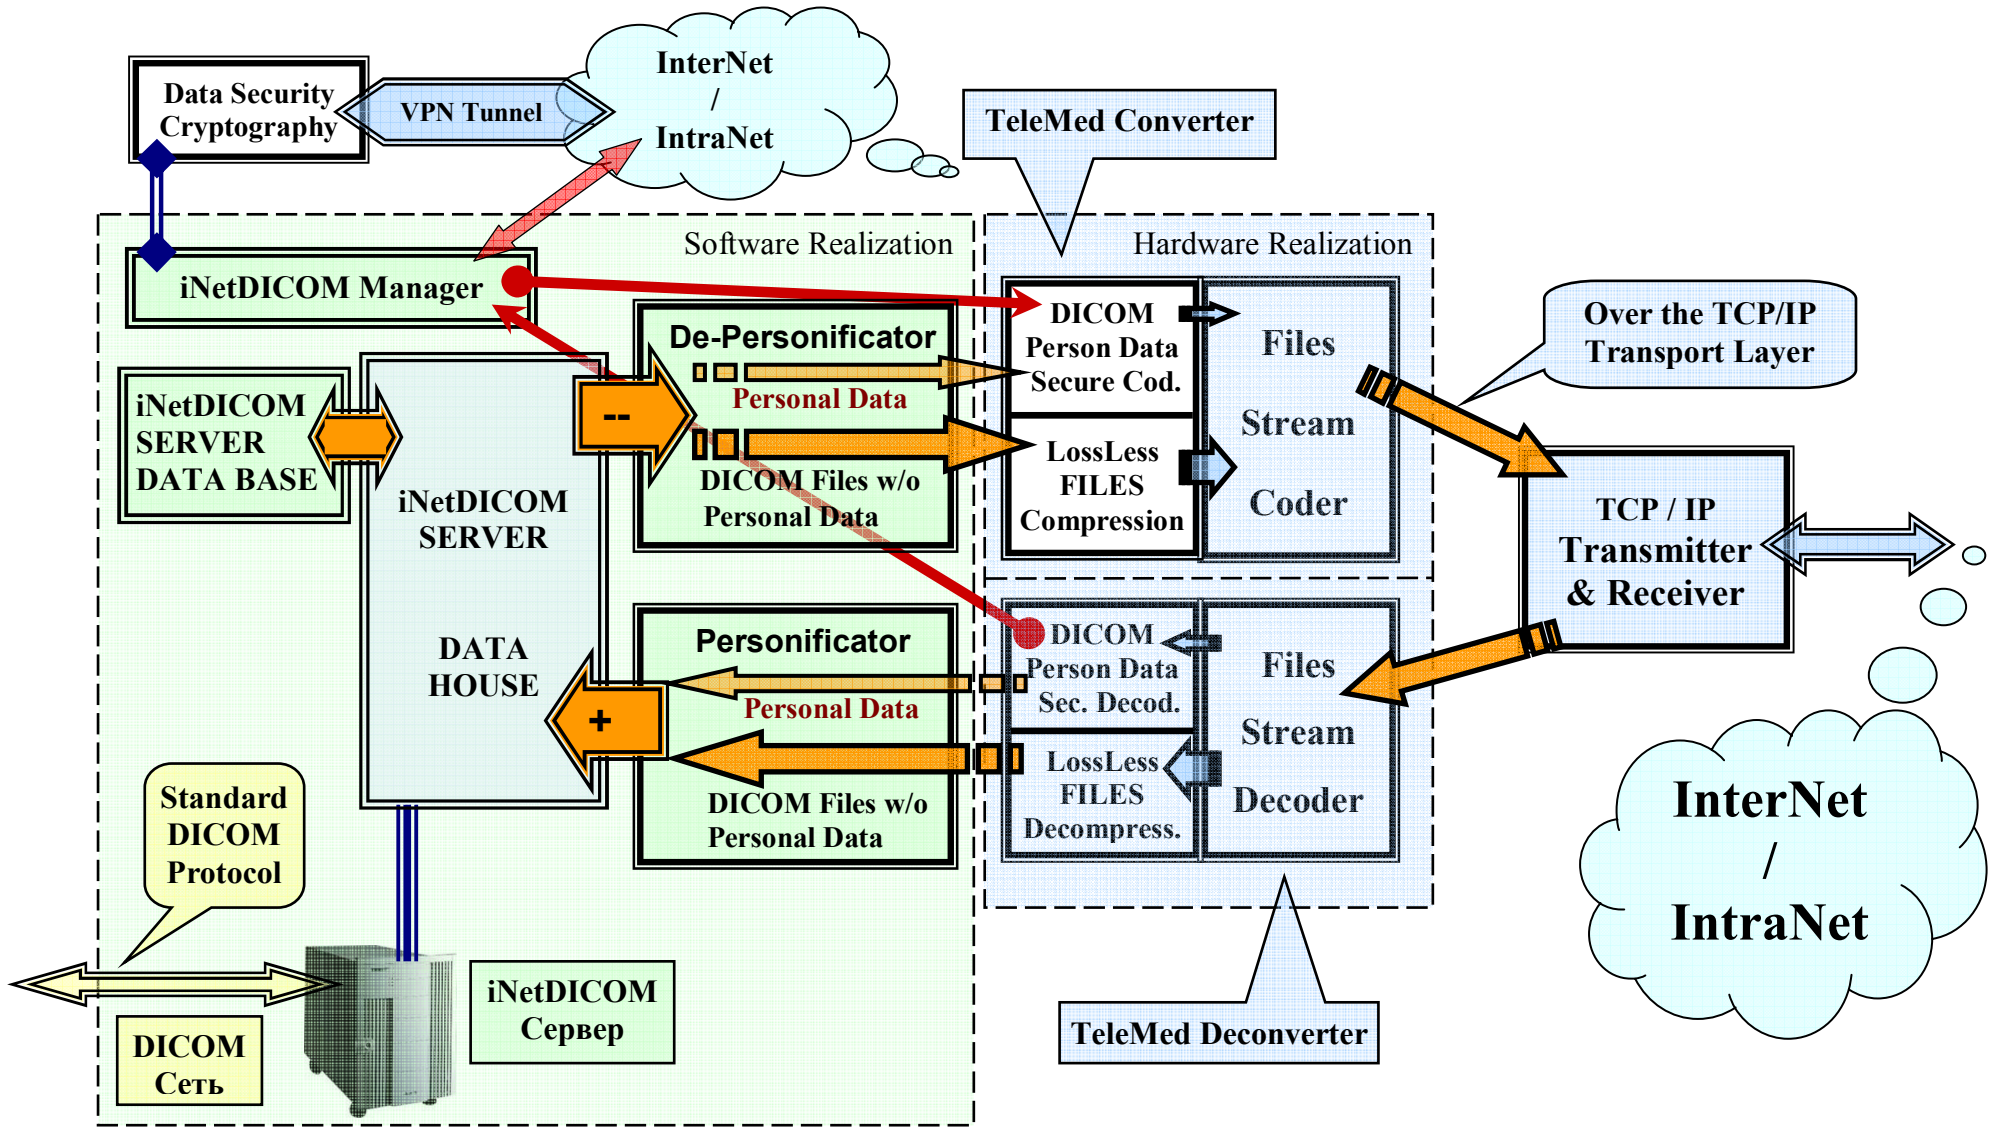 InterNet
/
IntraNet
Data Security
Cryptography
VPN Tunnel
TeleMed Converter
Software Realization
Hardware Realization
iNetDICOM Manager
De-Personificator
Personal Data
DICOM Files w/o
Personal Data
DICOM
Person Data
Secure Cod.
LossLess
FILES
Compression
Files
Stream
Coder
Over the TCP/IP
Transport Layer
iNetDICOM
SERVER
DATA BASE
--
iNetDICOM
SERVER
DATA
HOUSE
TCP / IP
Transmitter
& Receiver
Personificator
Personal Data
+
DICOM Files w/o
Personal Data
DICOM
Person Data
Sec. Decod.
LossLess
FILES
Decompress.
Files
Stream
Decoder
InterNet
/
IntraNet
Standard
DICOM
Protocol
iNetDICOM
Сервер
DICOM
Сеть
TeleMed Deconverter